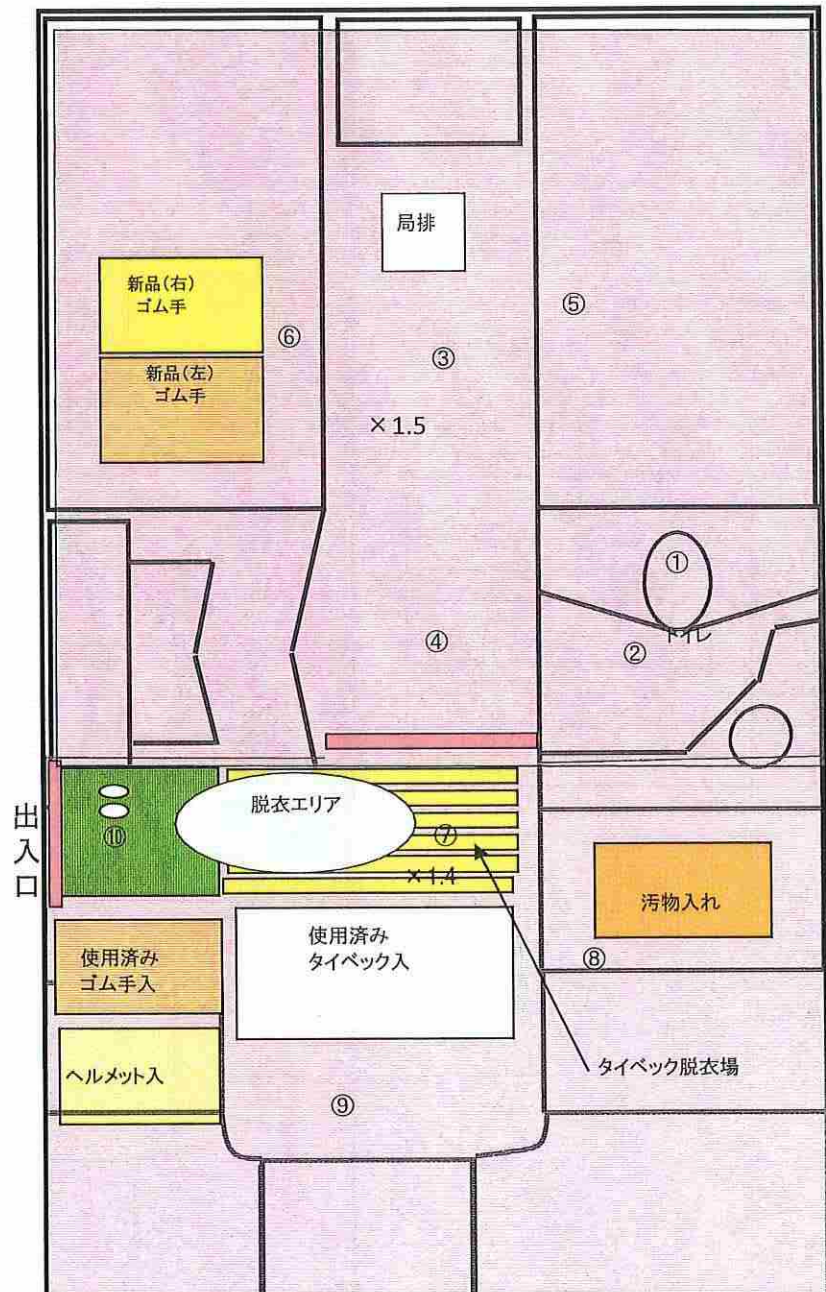 局排
新品(右)
ゴム手
⑥
⑤
③
新品(左)
ゴム手
×1.5
①
④
②
トイレ
出入口
脱衣エリア
⑩
⑦
×1.4
汚物入れ
使用済み
ゴム手入
使用済み
タイベック入
⑧
ヘルメット入
タイベック脱衣場
⑨